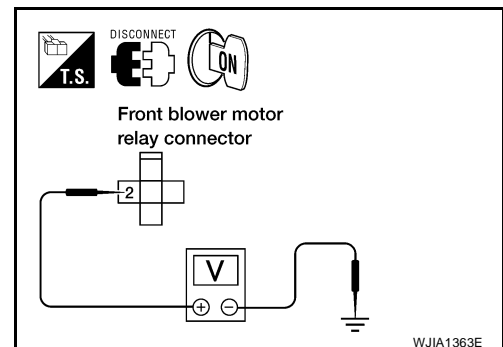 DISCONNECT
T.S.
ON
Front blower motor
relay connector
2
V
+ −
WJIA1363E